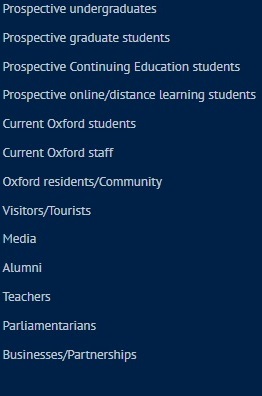 Prospective undergraduates
Prospective graduate students
Prospective Continuing Education students
Prospective online/distance learning students
Current Oxford students
Current Oxford staff
Oxford residents/Community
Visitors/Tourists
Media
Alumni
Teachers
Parliamentarians
Businesses/Partnerships